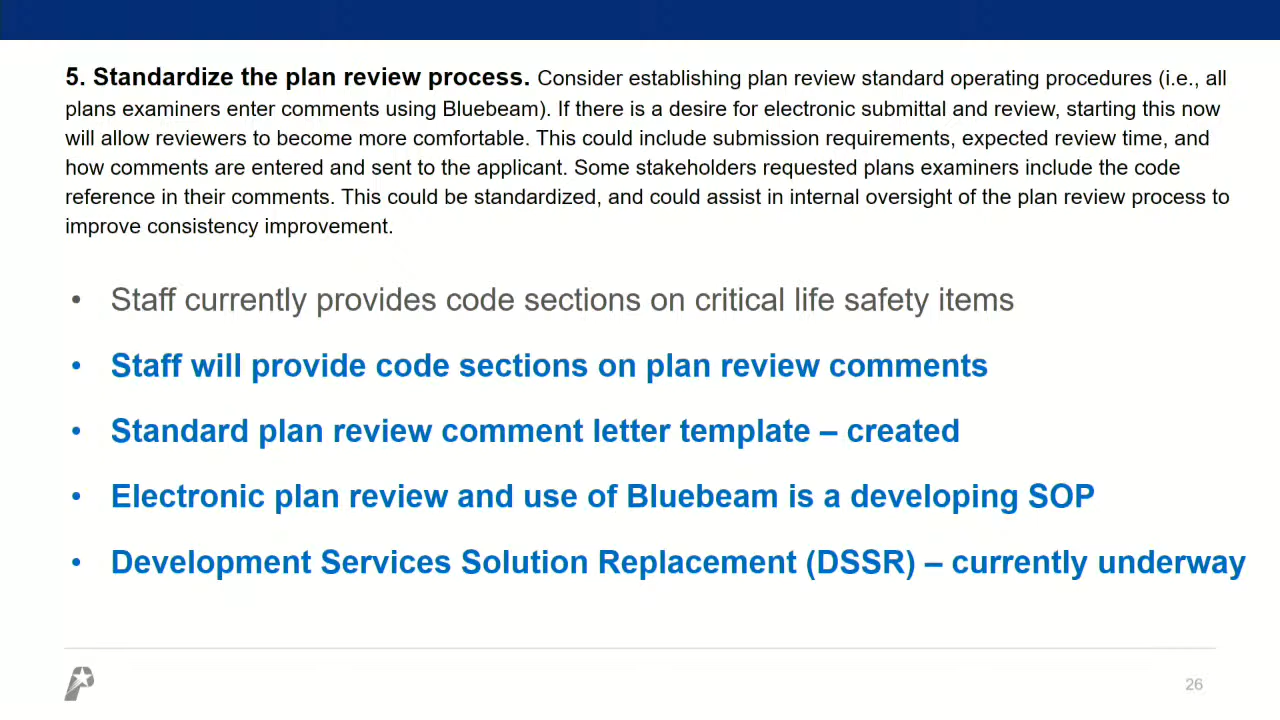 5. Standardize the plan review process. Consider establishing plan review standard operating procedures (i.e., all
plans examiners enter comments using Bluebeam). If there is a desire for electronic submittal and review, starting this now
will allow reviewers to become more comfortable. This could include submission requirements, expected review time, and
how comments are entered and sent to the applicant. Some stakeholders requested plans examiners include the code
reference in their comments. This could be standardized, and could assist in internal oversight of the plan review process to
improve consistency improvement.
• Staff currently provides code sections on critical life safety items
• Staff will provide code sections on plan review comments
• Standard plan review comment letter template – created
• Electronic plan review and use of Bluebeam is a developing SOP
• Development Services Solution Replacement (DSSR) – currently underway
26